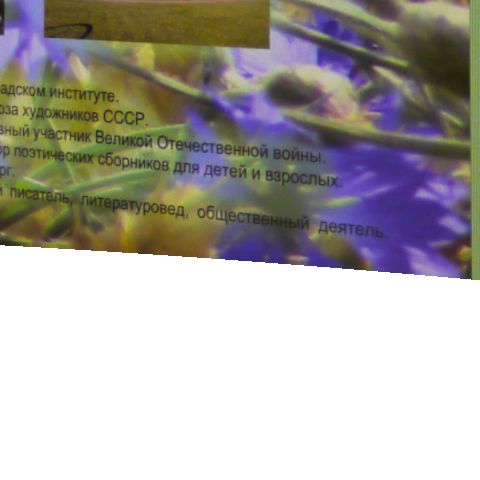 адском институте.
оза художников СССР.
вный участник Великой Отечественной войны.
ор поэтических сборников для детей и взрослых.
рг.
й писатель, литературовед, общественный деятель.